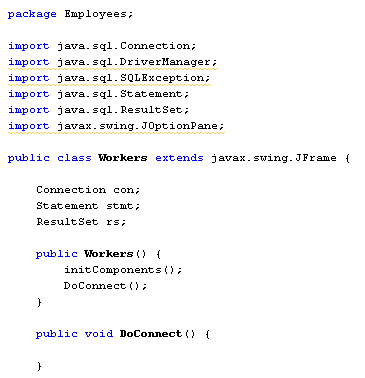 package Employees;
import java.sql.Connection;
import java.sql.DriverManager;
import java.sql.SQLException;
import java.sql.Statement;
import java.sql.ResultSet;
import javax.swing.JOptionPane;
public class Workers extends javax.swing.JFrame {
Connection con;
Statement stmt;
ResultSet rs;
public Workers() {
initComponents();
DoConnect();
}
public void DoConnect() {
}